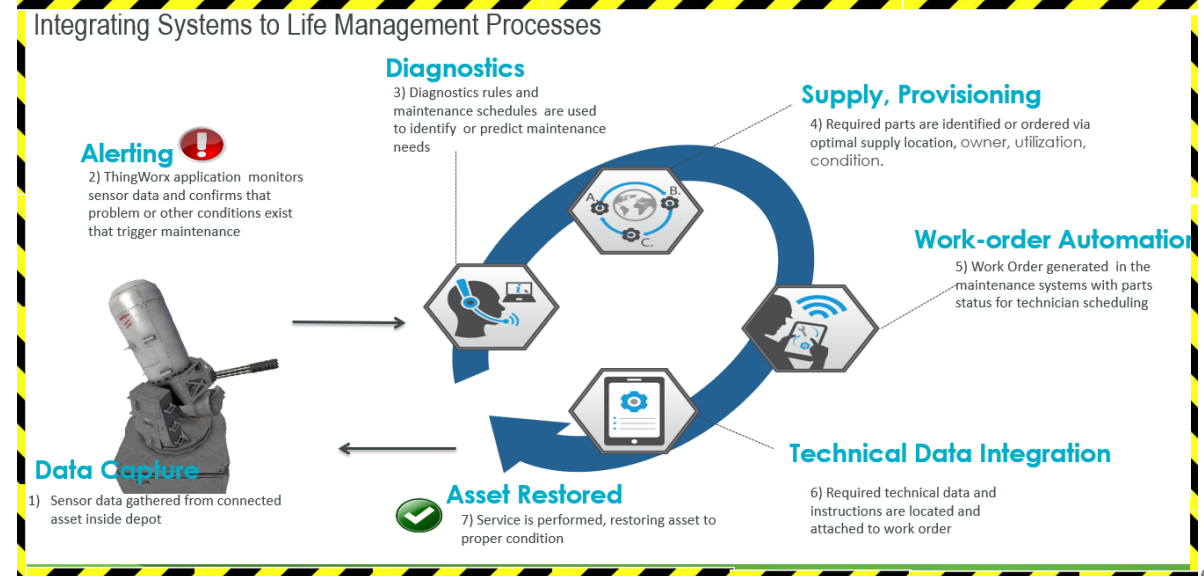 Integrating Systems to Life Management Processes
Diagnostics
3) Diagnostics rules and
maintenance schedules are used
to identify or predict maintenance
needs
Supply, Provisioning
4) Required parts are identified or ordered via
optimal supply location, owner, utilization,
condition.
Alerting
2) ThingWorx application monitors
sensor data and confirms that
problem or other conditions exist
that trigger maintenance
A.
B.
C.
Work-order Automation
5) Work Order generated in the
maintenance systems with parts
status for technician scheduling
Data Capture
1) Sensor data gathered from connected
asset inside depot
Asset Restored
7) Service is performed, restoring asset to
proper condition
Technical Data Integration
6) Required technical data and
instructions are located and
attached to work order